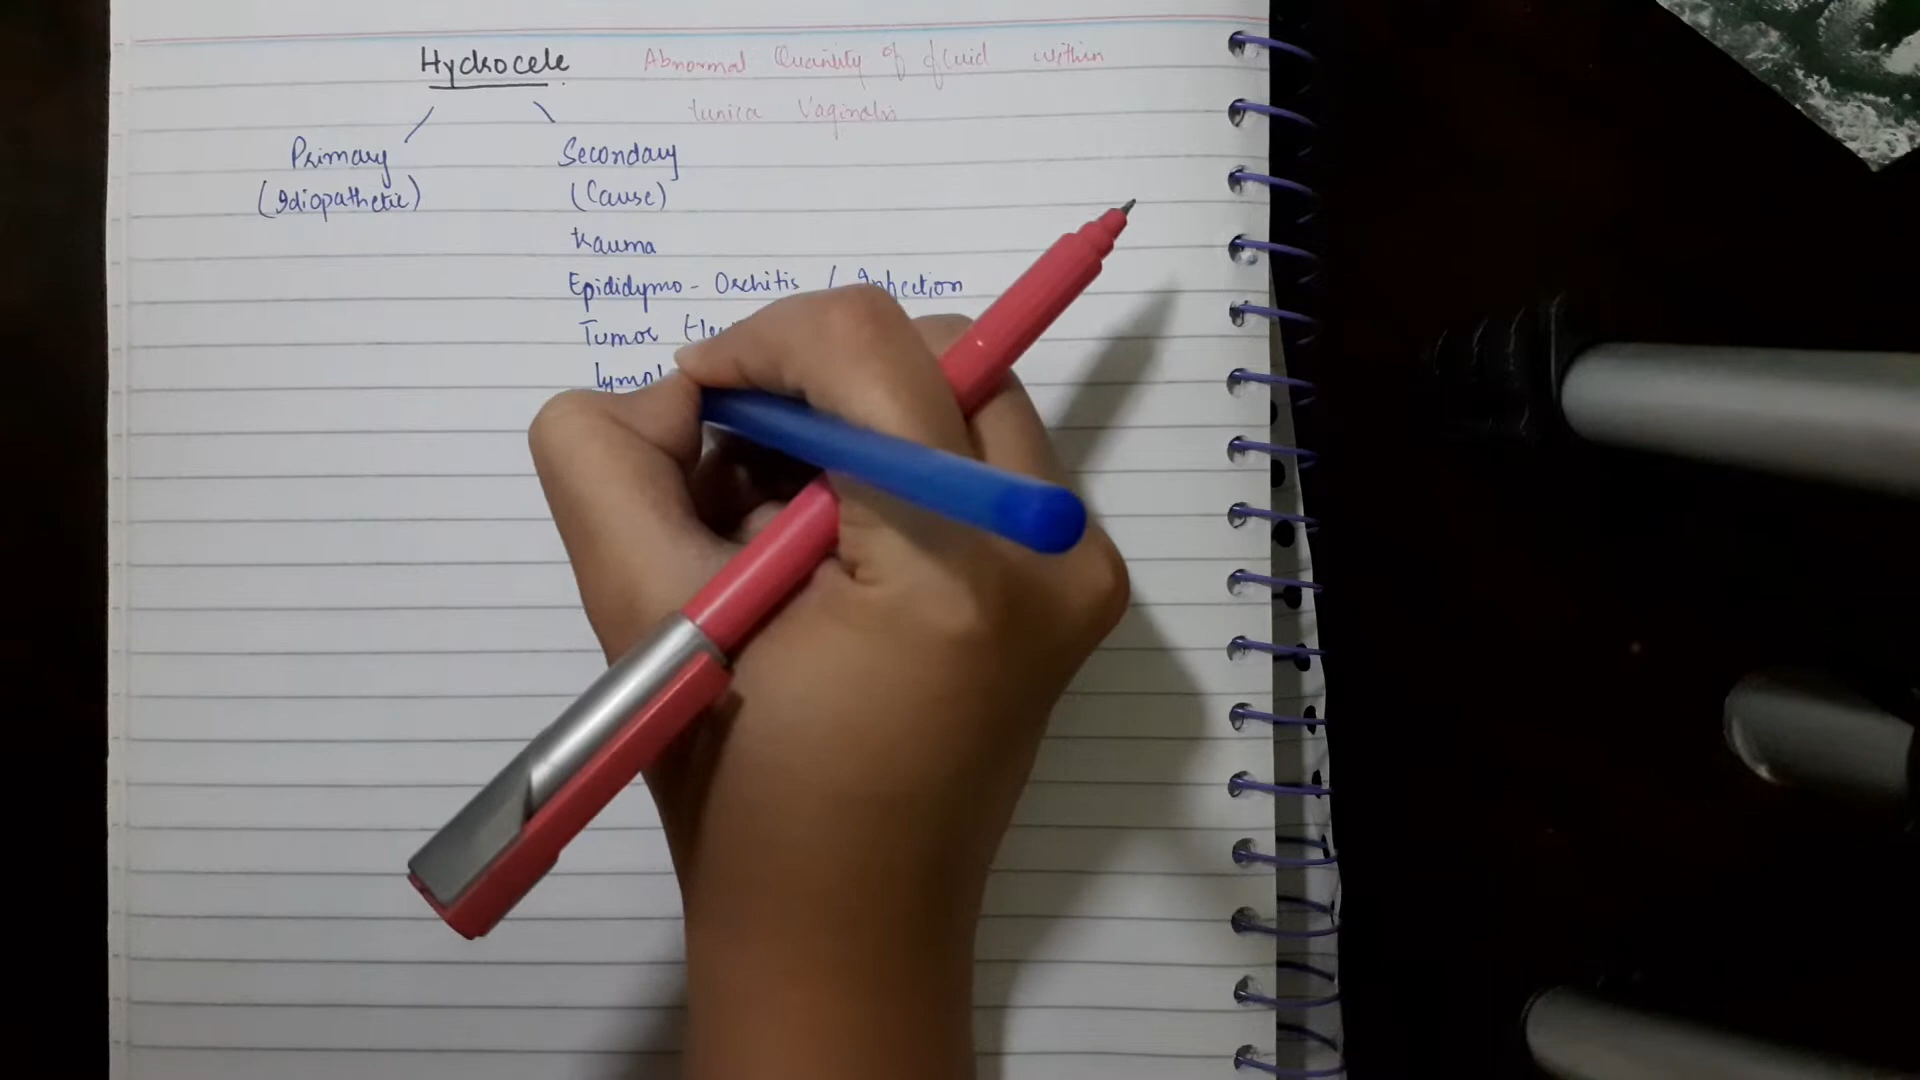 Hydrocele Abnormal Quantity of fluid within
tunica Vaginalis
Primary Secondary
(Idiopathetic) (Cause)
trauma
Epididymo - Orchitis / Infection
Tumor